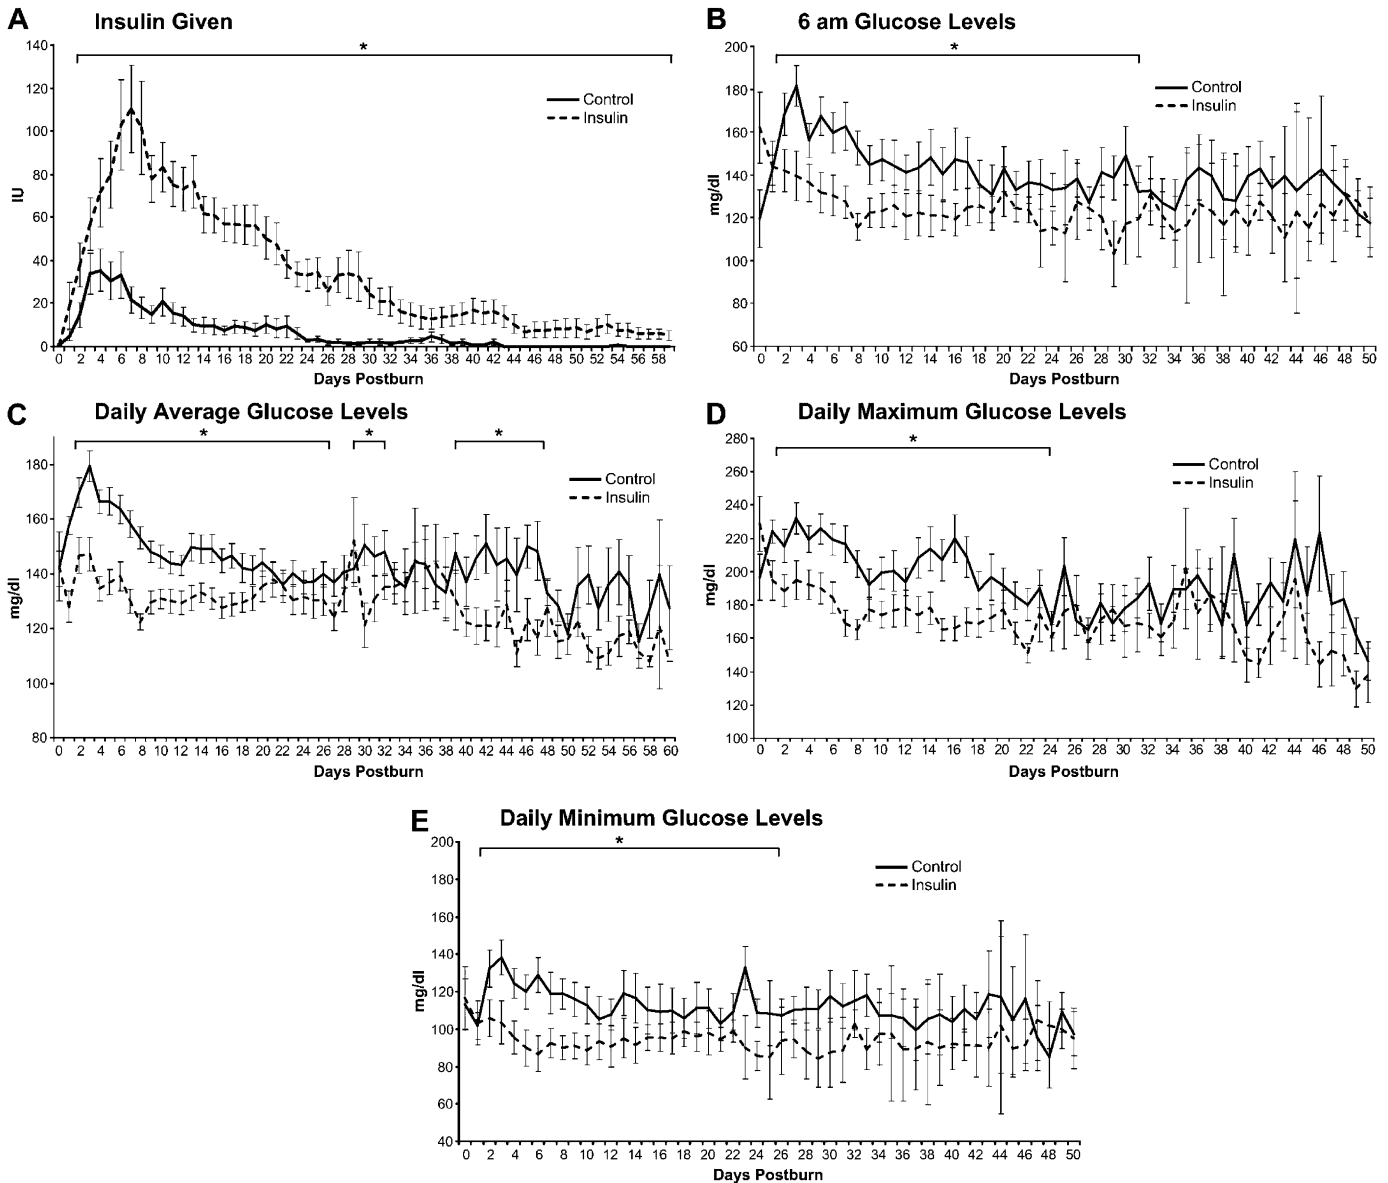 A Insulin Given
*
140
120
100
80
60
40
20
0
IU
Control
Insulin
0 2 4 6 8 10 12 14 16 18 20 22 24 26 28 30 32 34 36 38 40 42 44 46 48 50 52 54 56 58
Days Postburn
B 6 am Glucose Levels
*
200
180
160
140
120
100
80
60
mg/dl
Control
Insulin
0 2 4 6 8 10 12 14 16 18 20 22 24 26 28 30 32 34 36 38 40 42 44 46 48 50
Days Postburn
C Daily Average Glucose Levels
* * *
180
160
140
120
100
80
mg/dl
Control
Insulin
0 2 4 6 8 10 12 14 16 18 20 22 24 26 28 30 32 34 36 38 40 42 44 46 48 50 52 54 56 58 60
Days Postburn
D Daily Maximum Glucose Levels
*
280
260
240
220
200
180
160
140
120
100
mg/dl
Control
Insulin
0 2 4 6 8 10 12 14 16 18 20 22 24 26 28 30 32 34 36 38 40 42 44 46 48 50
Days Postburn
E Daily Minimum Glucose Levels
*
200
180
160
140
120
100
80
60
40
mg/dl
Control
Insulin
0 2 4 6 8 10 12 14 16 18 20 22 24 26 28 30 32 34 36 38 40 42 44 46 48 50
Days Postburn